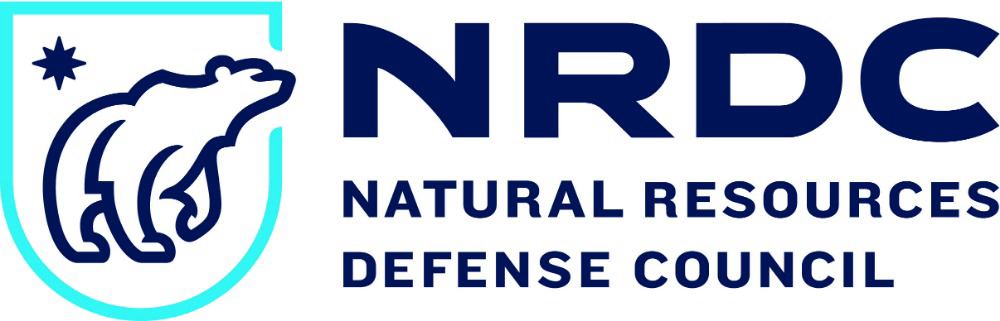 NRDC
NATURAL RESOURCES
DEFENSE COUNCIL